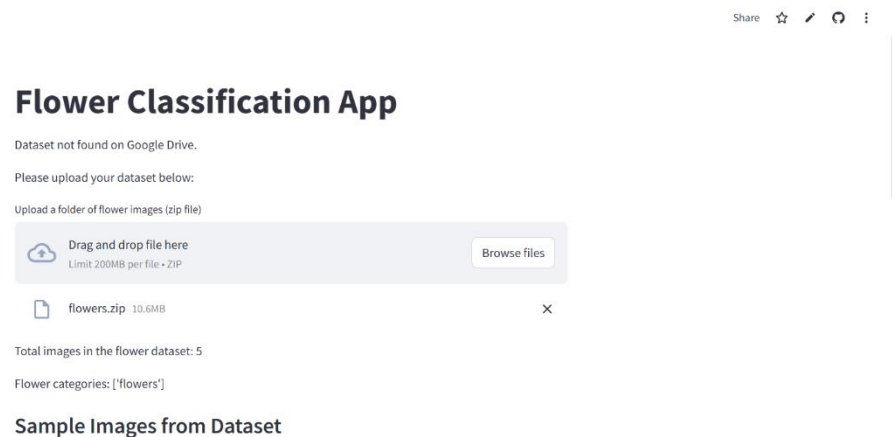 Share
Flower Classification App
Dataset not found on Google Drive.
Please upload your dataset below:
Upload a folder of flower images (zip file)
Drag and drop file here
Limit 200MB per file • ZIP
Browse files
flowers.zip 10.6MB
Total images in the flower dataset: 5
Flower categories: ['flowers']
Sample Images from Dataset